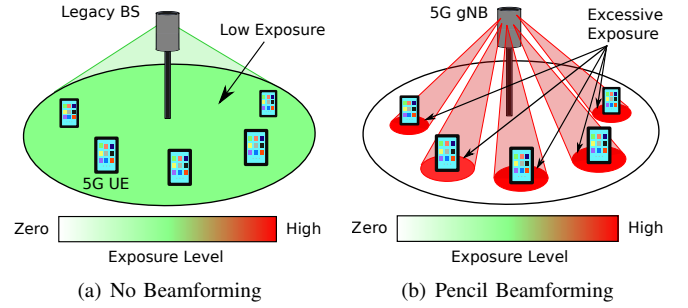 Legacy BS
Low Exposure
5G UE
Zero
High
Exposure Level
(a) No Beamforming
5G gNB
Excessive
Exposure
Zero
High
Exposure Level
(b) Pencil Beamforming